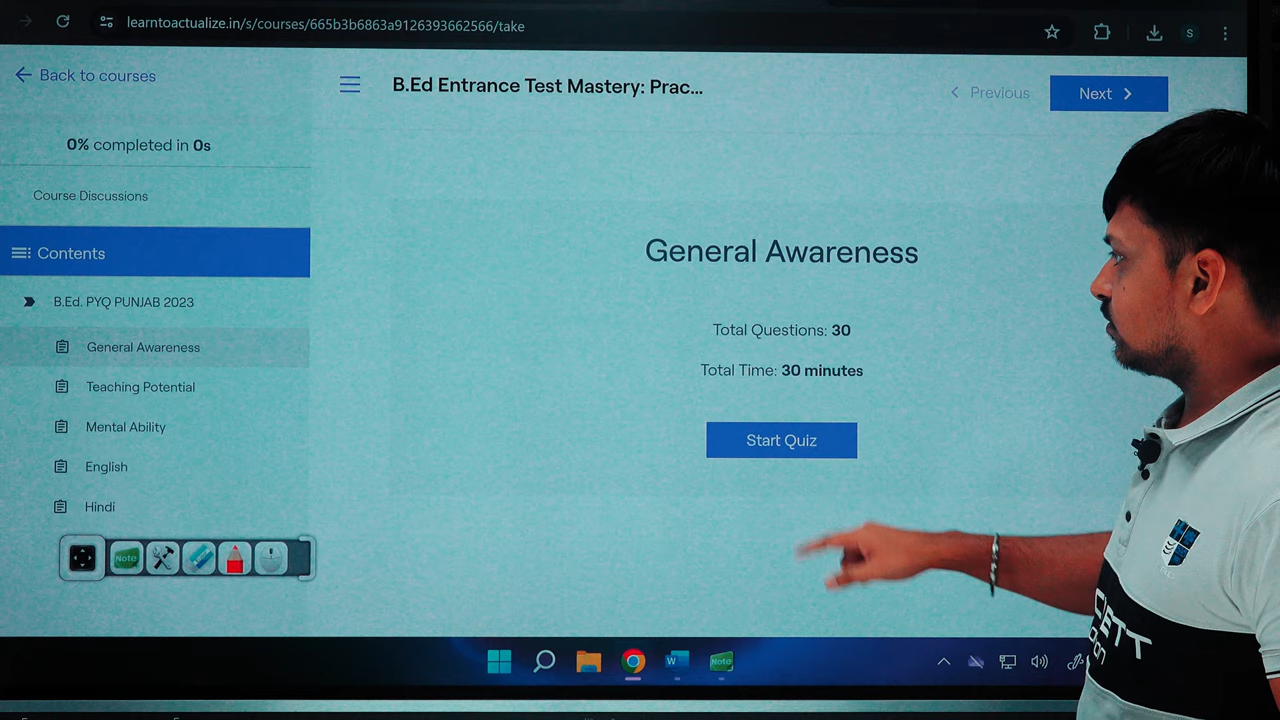 learntoactualize.in/s/courses/665b3b6863a9126393662566/take
S
Back to courses
B.Ed Entrance Test Mastery: Prac...
Previous
Next
0% completed in 0s
Course Discussions
Contents
General Awareness
B.Ed. PYQ PUNJAB 2023
Total Questions: 30
General Awareness
Total Time: 30 minutes
Teaching Potential
Mental Ability
Start Quiz
English
Hindi
Note
W
Note